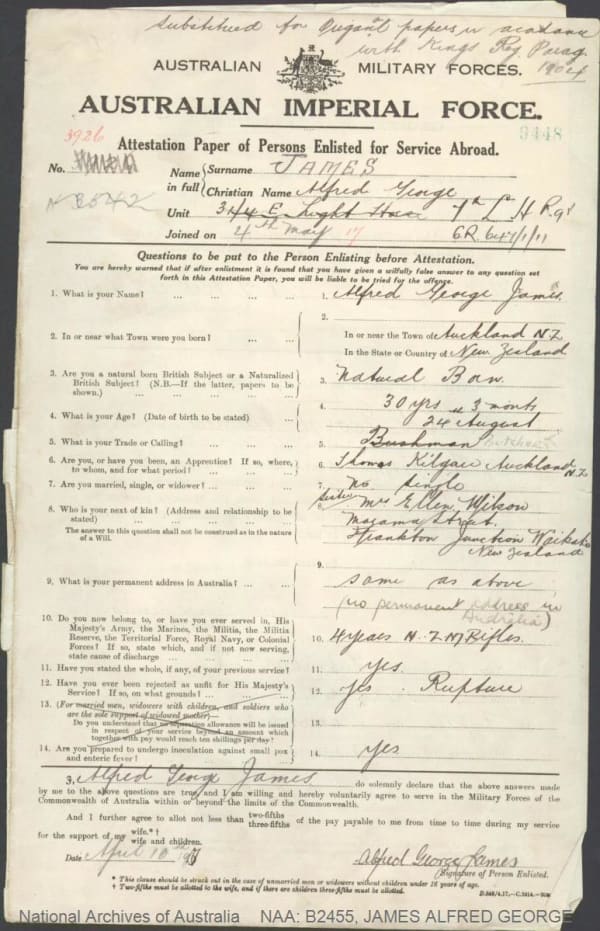 Substituted for Original papers in accordance
with Kings Reg. Parag
1904
AUSTRALIAN MILITARY FORCES.
AUSTRALIAN IMPERIAL FORCE.
9448
3926
Attestation Paper of Persons Enlisted for Service Abroad.
No.
Name in full { Surname JAMES
Christian Name Alfred George
Unit Light Horse 7th L H Rgt
Joined on 4th May 17
Questions to be put to the Person Enlisting before Attestation.
You are hereby warned that if after enlistment it is found that you have given a wilfully false answer to any question set
forth in this Attestation Paper, you will be liable to be tried for the offence.
1. What is your Name? ... ... ... ... 1. Alfred George James
2. In or near what Town were you born? ... ... 2. In or near the Town of Auckland N.Z
In the State or Country of New Zealand
3. Are you a natural born British Subject or a Naturalized
British Subject? (N.B.—If the latter, papers to be
shown.) ... ... ... ... ... 3. Natural Born
4. What is your Age? (Date of birth to be stated) ... 4. 30 yrs 3 months
24 August
5. What is your Trade or Calling? ... ... ... 5. Bushman
6. Are you, or have you been, an Apprentice? If so, where,
to whom, and for what period? ... ... ... 6. Thomas Kilgair Auckland N.Z
7. Are you married, single, or widower? ... ... ... 7. No Single
8. Who is your next of kin? (Address and relationship to be
stated) ... ... ... ... ... 8. Sister Mrs Ellen Wilson
The answer to this question shall not be construed as in the nature
of a Will.
Street
Frankton Junction Waikato
New Zealand
9. What is your permanent address in Australia? ... ... 9. same as above
(no permanent address in
Australia)
10. Do you now belong to, or have you ever served in, His
Majesty's Army, the Marines, the Militia, the Militia
Reserve, the Territorial Force, Royal Navy, or Colonial
Forces? If so, state which, and if not now serving,
state cause of discharge ... ... ... ... 10. 4 years N.Z.M Rifles
11. Have you stated the whole, if any, of your previous service? 11. yes
12. Have you ever been rejected as unfit for His Majesty's
Service? If so, on what grounds? ... ... ... 12. yes. Rupture
13. (For married men, widowers with children, and soldiers who
are the sole support of widowed mother)—
Do you understand that no separation allowance will be issued
in respect of your service beyond an amount which
together with pay would reach ten shillings per day? 13.
14. Are you prepared to undergo inoculation against small pox
and enteric fever? ... ... ... ... 14. yes
I, Alfred George James do solemnly declare that the above answers made
by me to the above questions are true, and I am willing and hereby voluntarily agree to serve in the Military Forces of the
Commonwealth of Australia within or beyond the limits of the Commonwealth.
And I further agree to allot not less than two-fifths three-fifths of the pay payable to me from time to time during my service
for the support of my wife.*† wife and children.
Date April 10th 191 Alfred George James
(Signature of Person Enlisted.
* This clause should be struck out in the case of unmarried men or widowers without children under 16 years of age.
† Two-fifths must be allotted to the wife, and if there are children three-fifths must be allotted.
National Archives of Australia NAA: B2455, JAMES ALFRED GEORGE